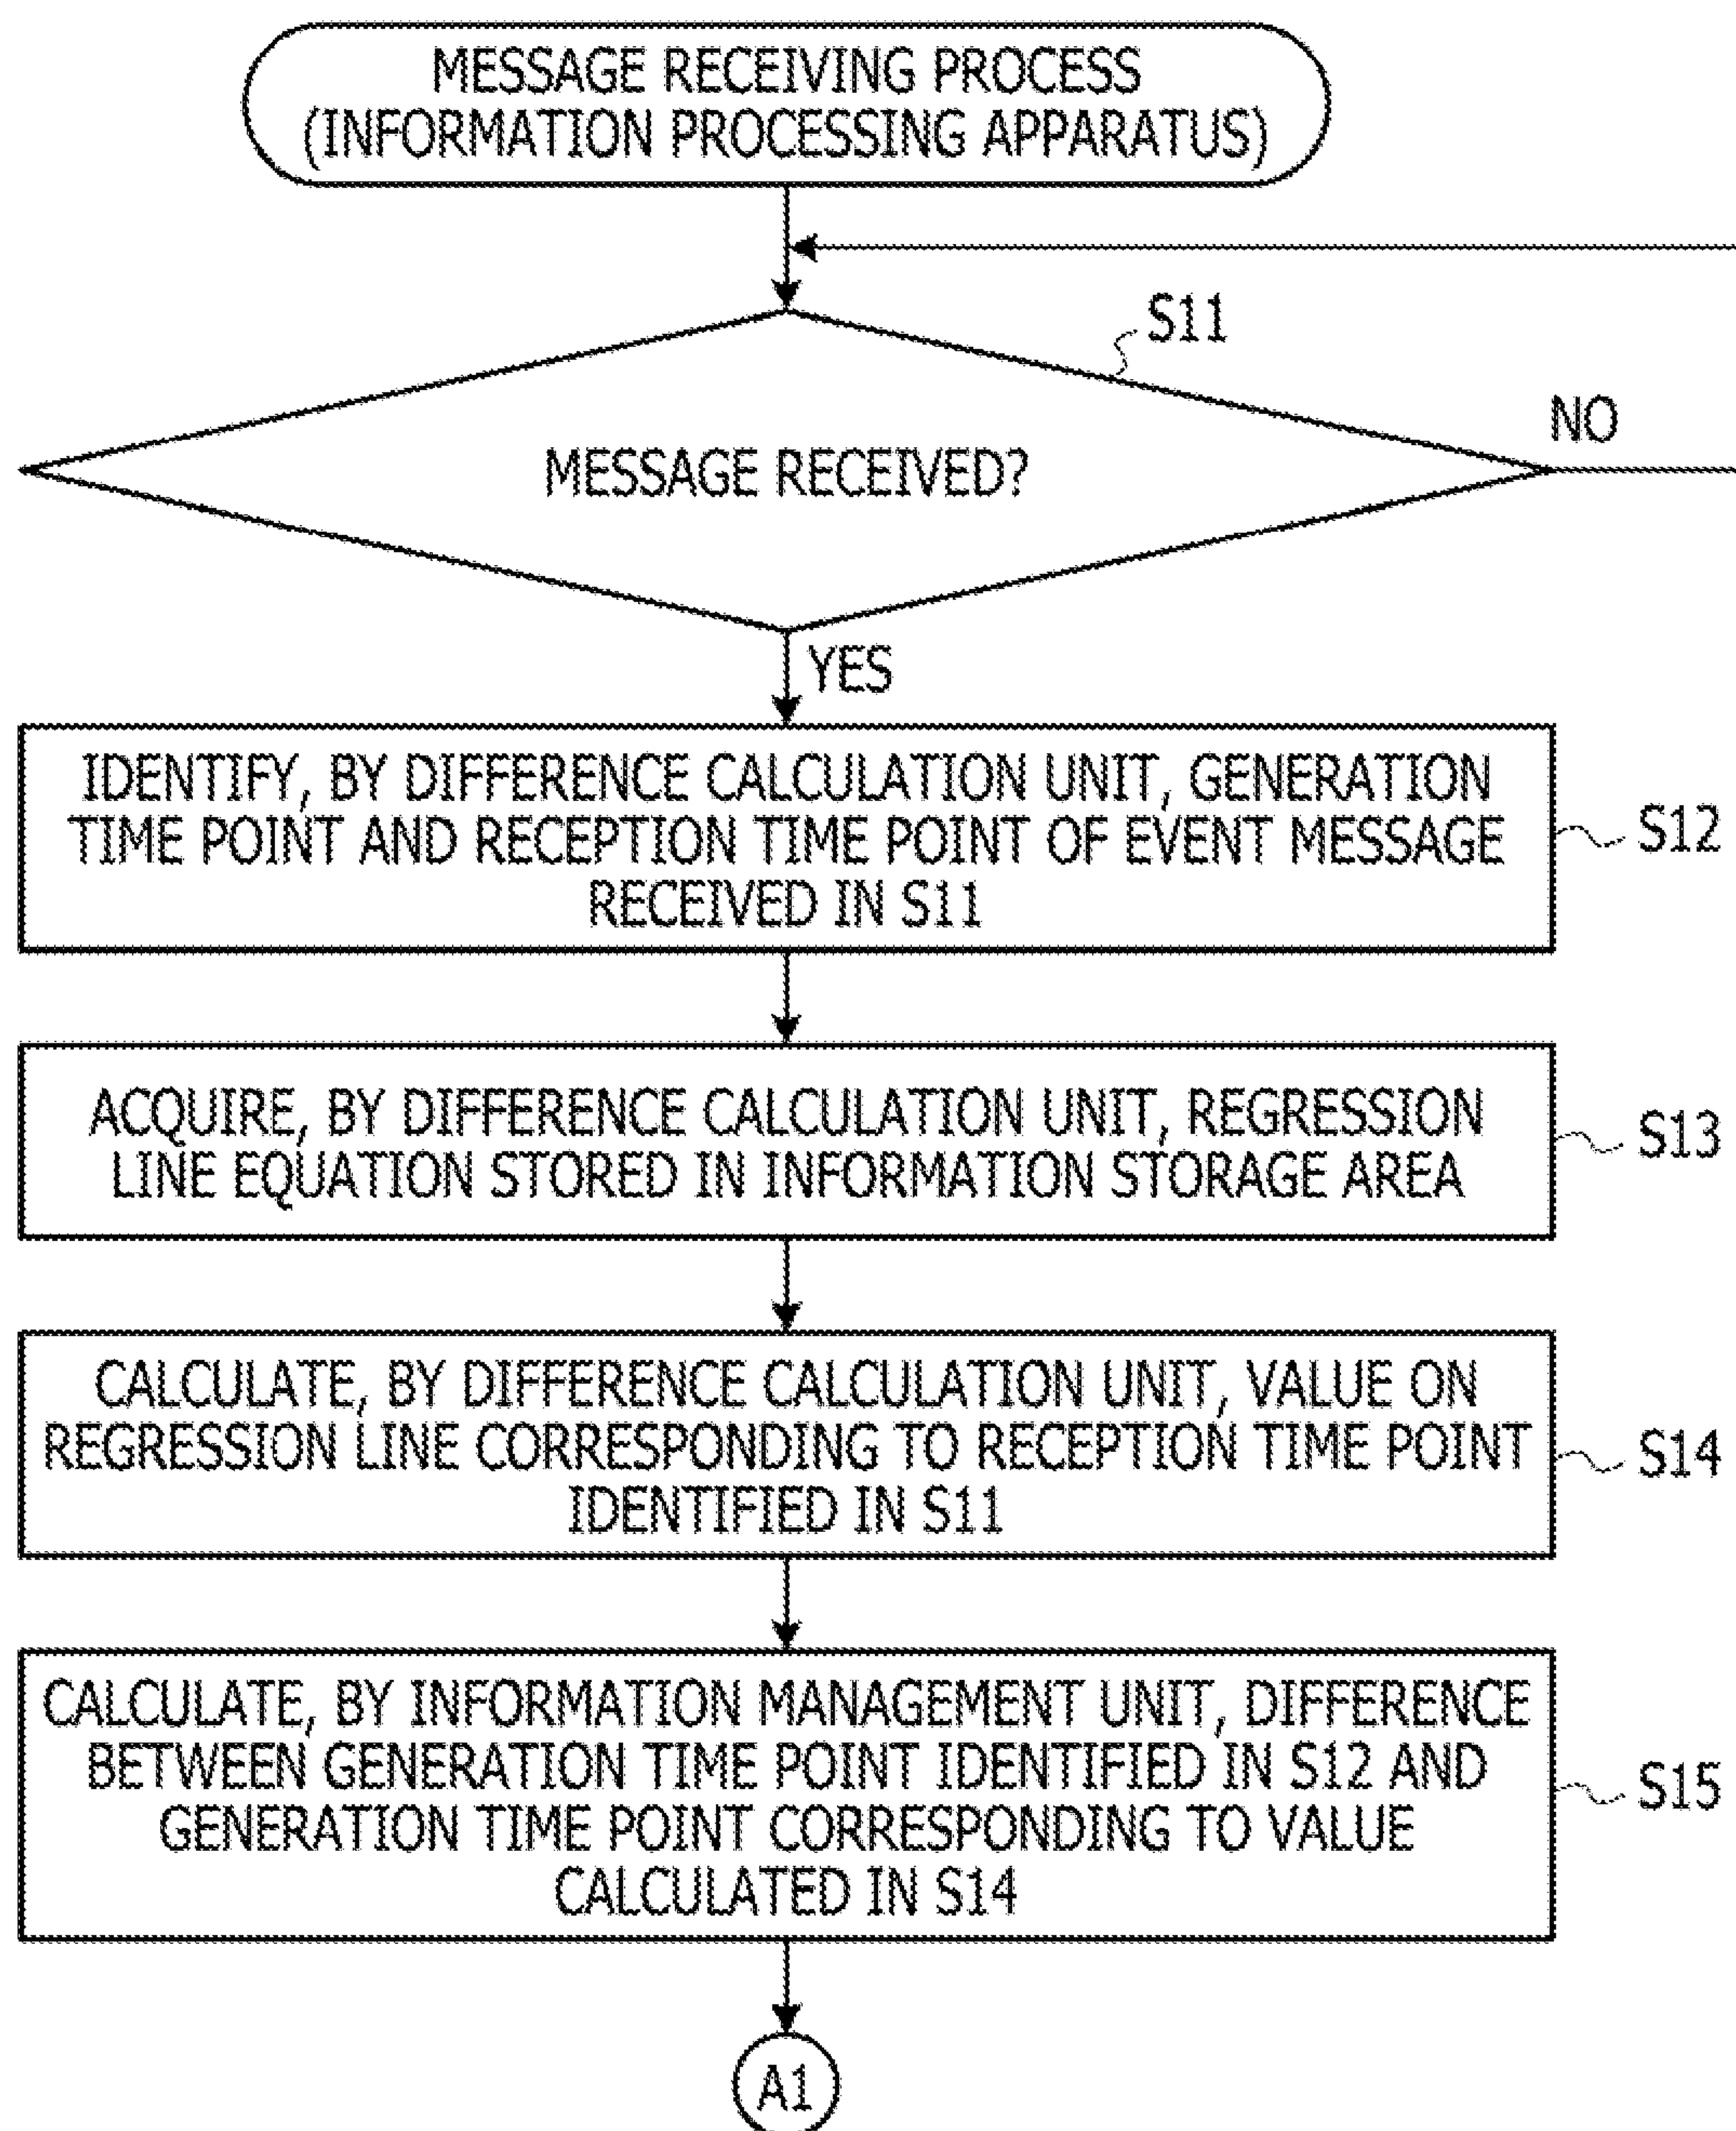 MESSAGE RECEIVING PROCESS
(INFORMATION PROCESSING APPARATUS)
S11
NO
MESSAGE RECEIVED?
YES
IDENTIFY, BY DIFFERENCE CALCULATION UNIT, GENERATION
TIME POINT AND RECEPTION TIME POINT OF EVENT MESSAGE
RECEIVED IN S11
S12
ACQUIRE, BY DIFFERENCE CALCULATION UNIT, REGRESSION
LINE EQUATION STORED IN INFORMATION STORAGE AREA
S13
CALCULATE, BY DIFFERENCE CALCULATION UNIT, VALUE ON
REGRESSION LINE CORRESPONDING TO RECEPTION TIME POINT
IDENTIFIED IN S11
S14
CALCULATE, BY INFORMATION MANAGEMENT UNIT, DIFFERENCE
BETWEEN GENERATION TIME POINT IDENTIFIED IN S12 AND
GENERATION TIME POINT CORRESPONDING TO VALUE
CALCULATED IN S14
S15
A1